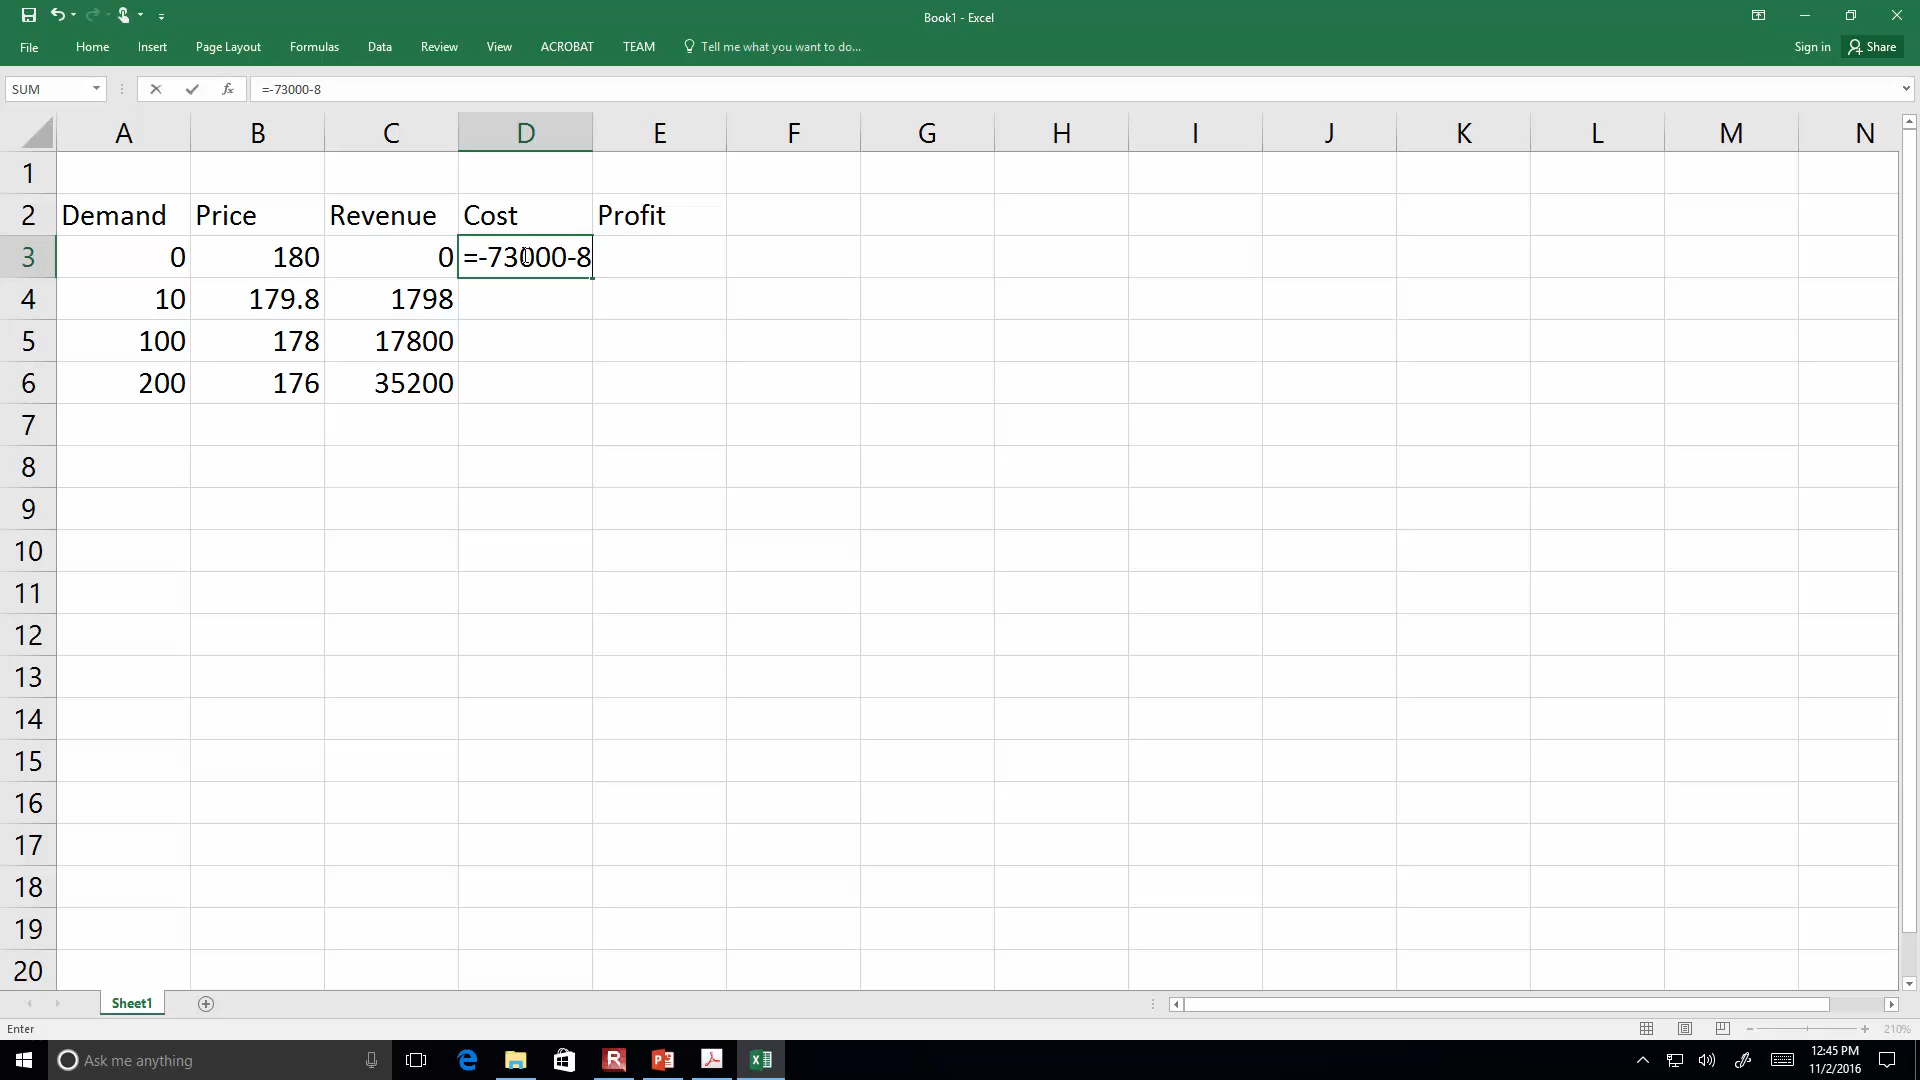 Book1 - Excel
File Home Insert Page Layout Formulas Data Review View ACROBAT TEAM Tell me what you want to do... Sign in Share
SUM =-73000-8
A B C D E F G H I J K L M N
1
2 Demand Price Revenue Cost Profit
3 0 180 0 =-73000-8
4 10 179.8 1798
5 100 178 17800
6 200 176 35200
7
8
9
10
11
12
13
14
15
16
17
18
19
20
Sheet1
Enter 210%
Ask me anything 12:45 PM
11/2/2016